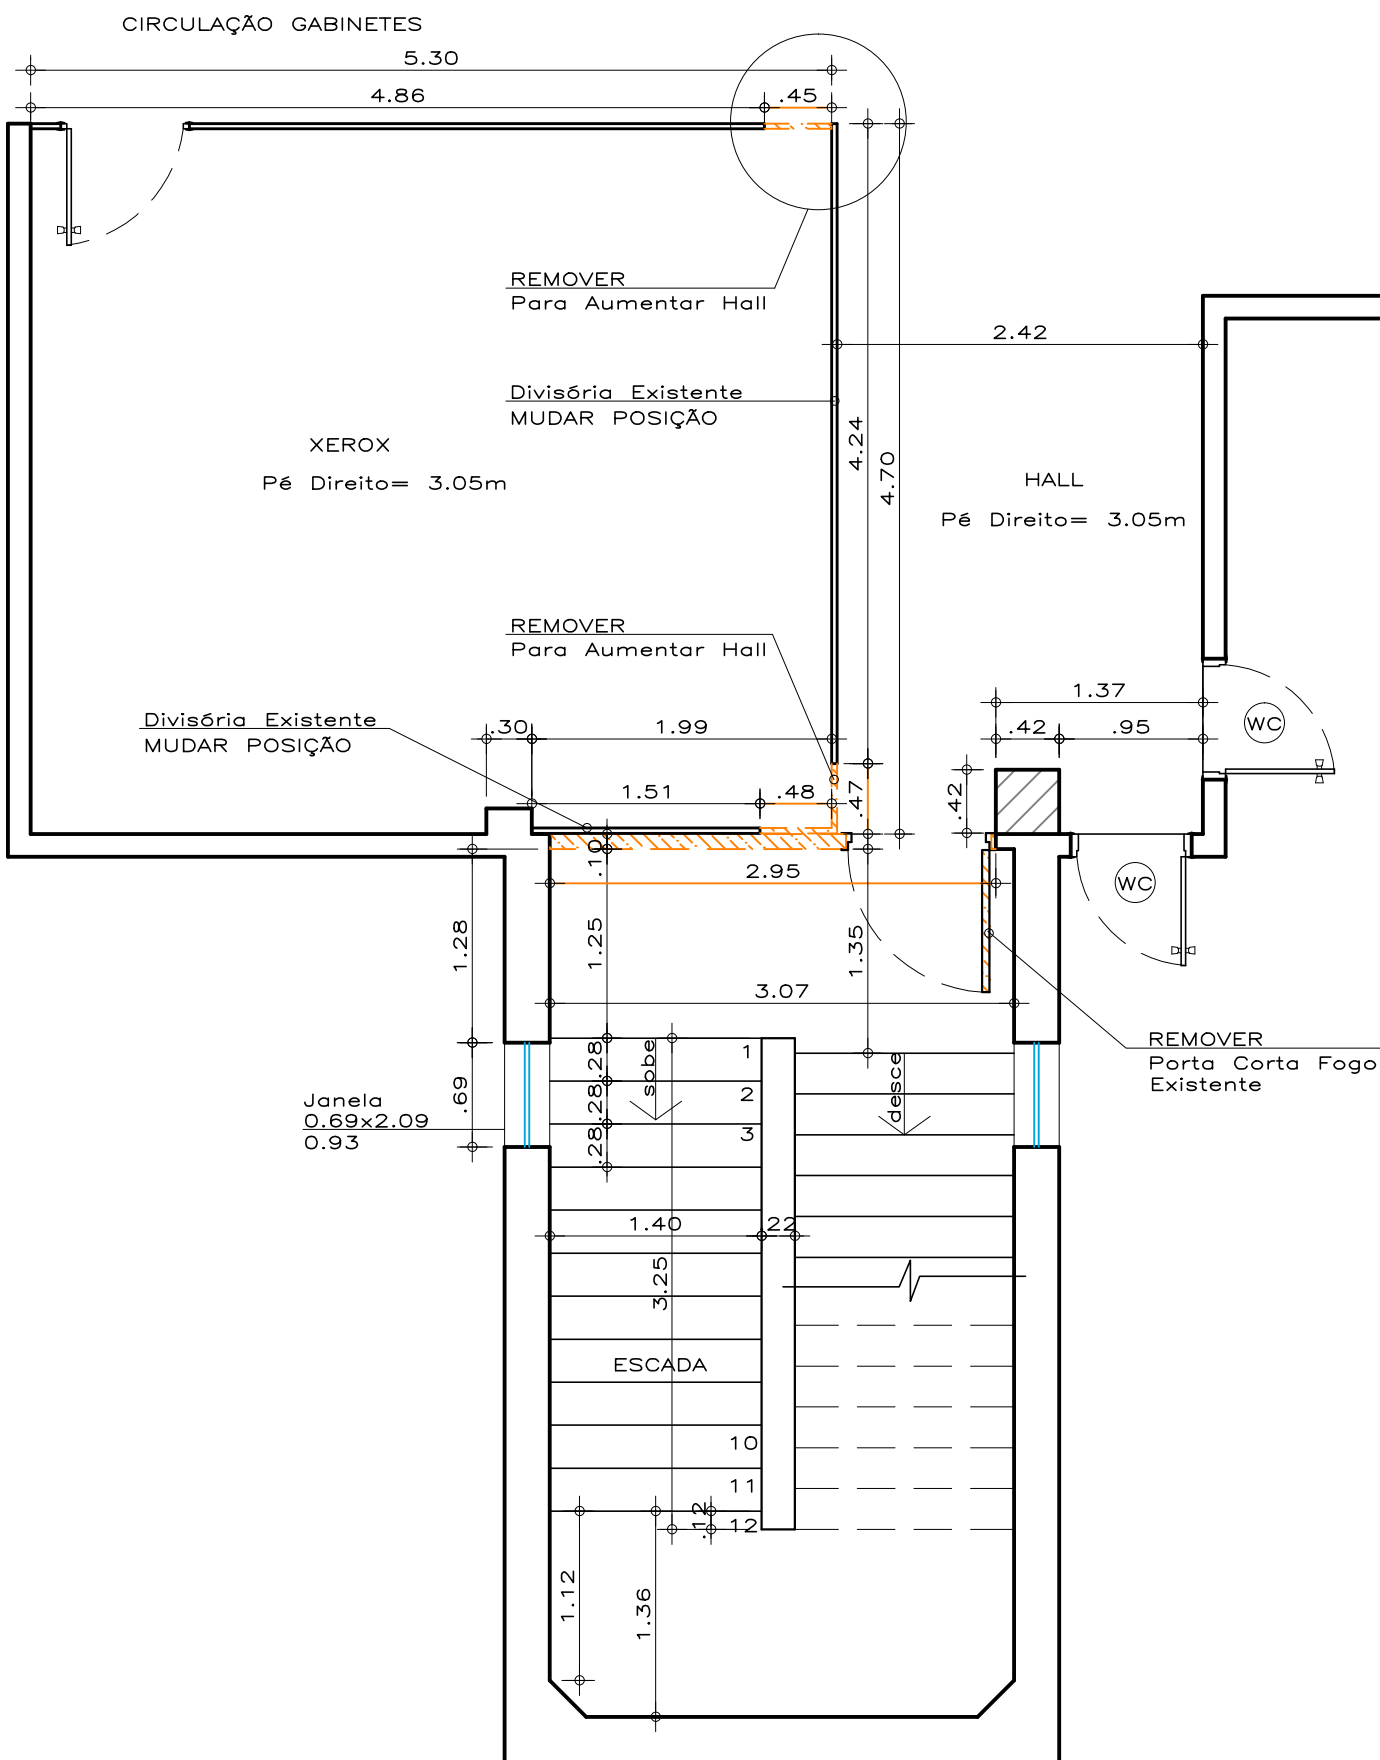 CIRCULAÇÃO GABINETES
5.30
4.86
.45
REMOVER
Para Aumentar Hall
2.42
Divisória Existente
MUDAR POSIÇÃO
4.24
4.70
XEROX
Pé Direito= 3.05m
HALL
Pé Direito= 3.05m
REMOVER
Para Aumentar Hall
1.37
Divisória Existente
MUDAR POSIÇÃO
.30
1.99
.42
.95
WC
1.51
.48
.47
.42
.10
2.95
WC
1.28
1.25
1.35
3.07
REMOVER
Porta Corta Fogo
Existente
.28
.28
.28
sobe
1
2
3
desce
Janela
0.69x2.09
0.93
.69
1.40
.22
3.25
ESCADA
10
11
12
.12
1.12
1.36